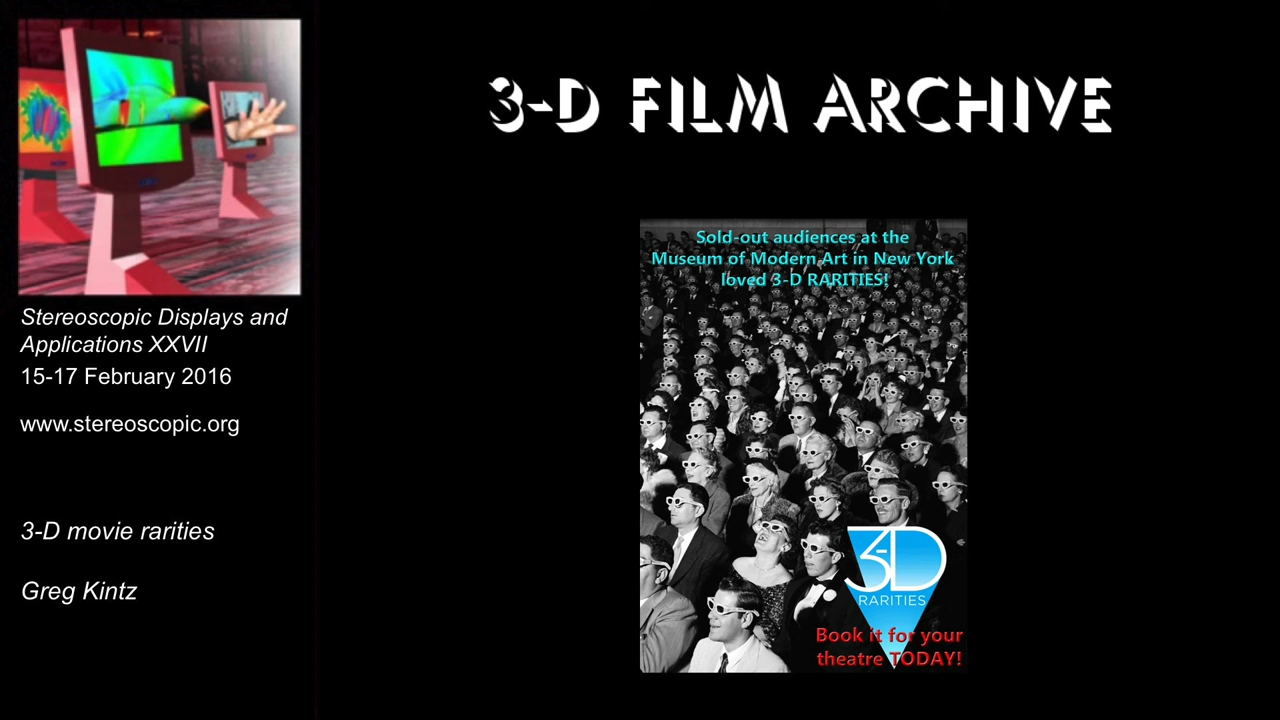 3-D FILM ARCHIVE
Sold-out audiences at the
Museum of Modern Art in New York
loved 3-D RARITIES!
3-D
RARITIES
Book it for your
theatre TODAY!
Stereoscopic Displays and
Applications XXVII
15-17 February 2016
www.stereoscopic.org
3-D movie rarities
Greg Kintz